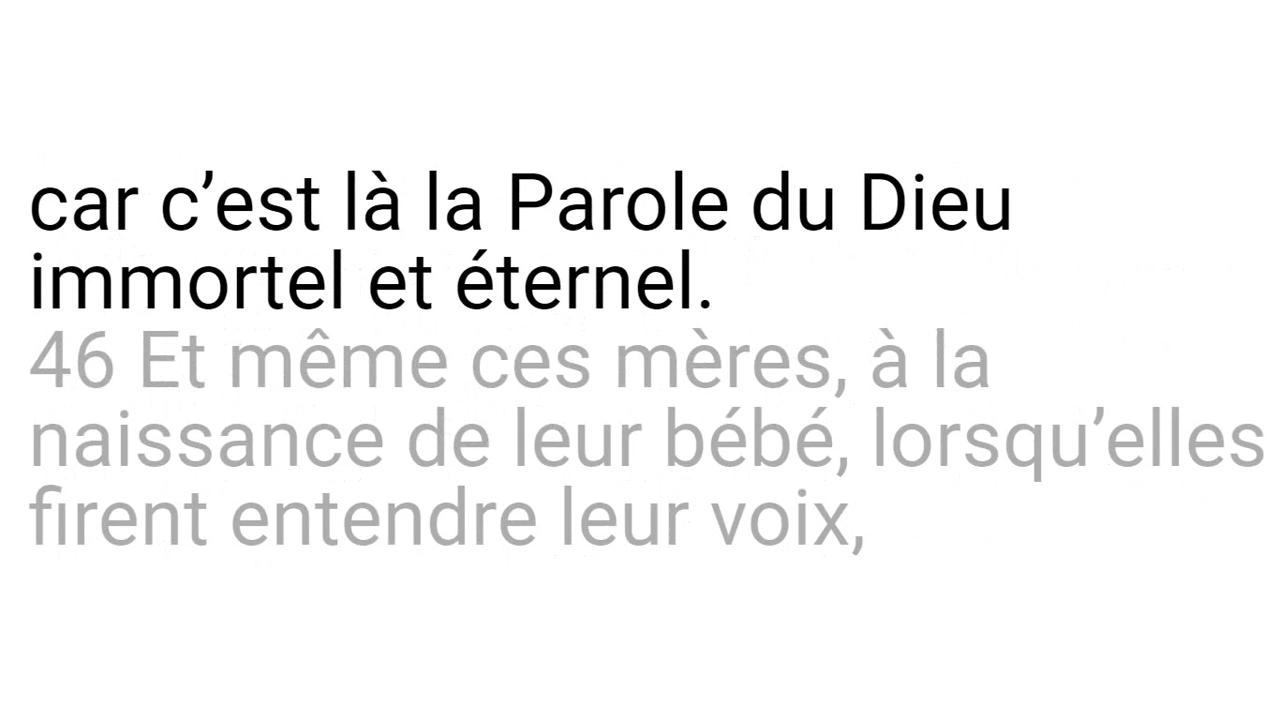 car c’est là la Parole du Dieu
immortel et éternel.
46 Et même ces mères, à la
naissance de leur bébé, lorsqu’elles
firent entendre leur voix,